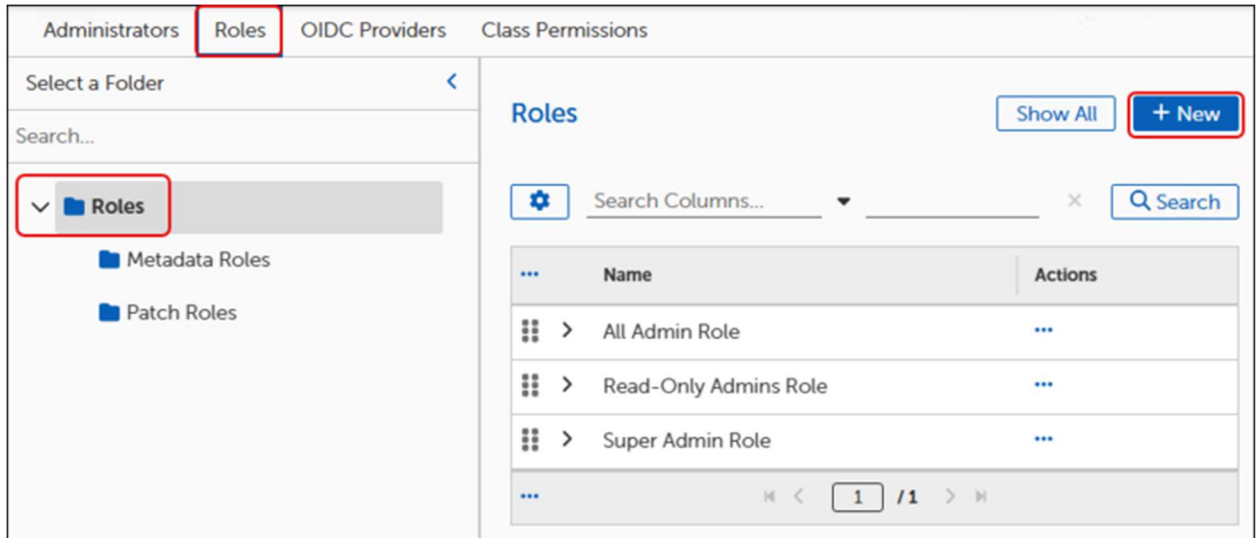 Administrators Roles OIDC Providers Class Permissions
Select a Folder
Search...
Roles
Metadata Roles
Patch Roles
Roles
Show All + New
Search Columns... Search
... Name Actions
All Admin Role ...
Read-Only Admins Role ...
Super Admin Role ...
... 1 / 1